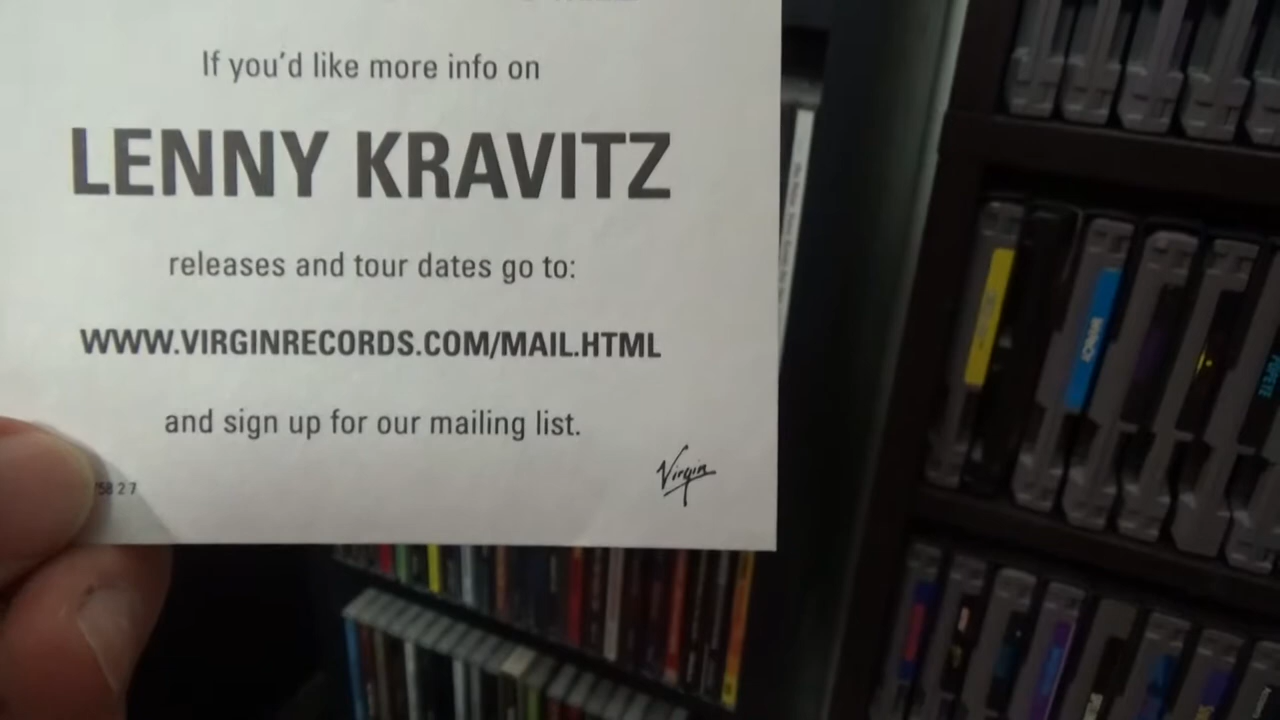 If you'd like more info on
LENNY KRAVITZ
releases and tour dates go to:
WWW.VIRGINRECORDS.COM/MAIL.HTML
and sign up for our mailing list.
5827
Virgin